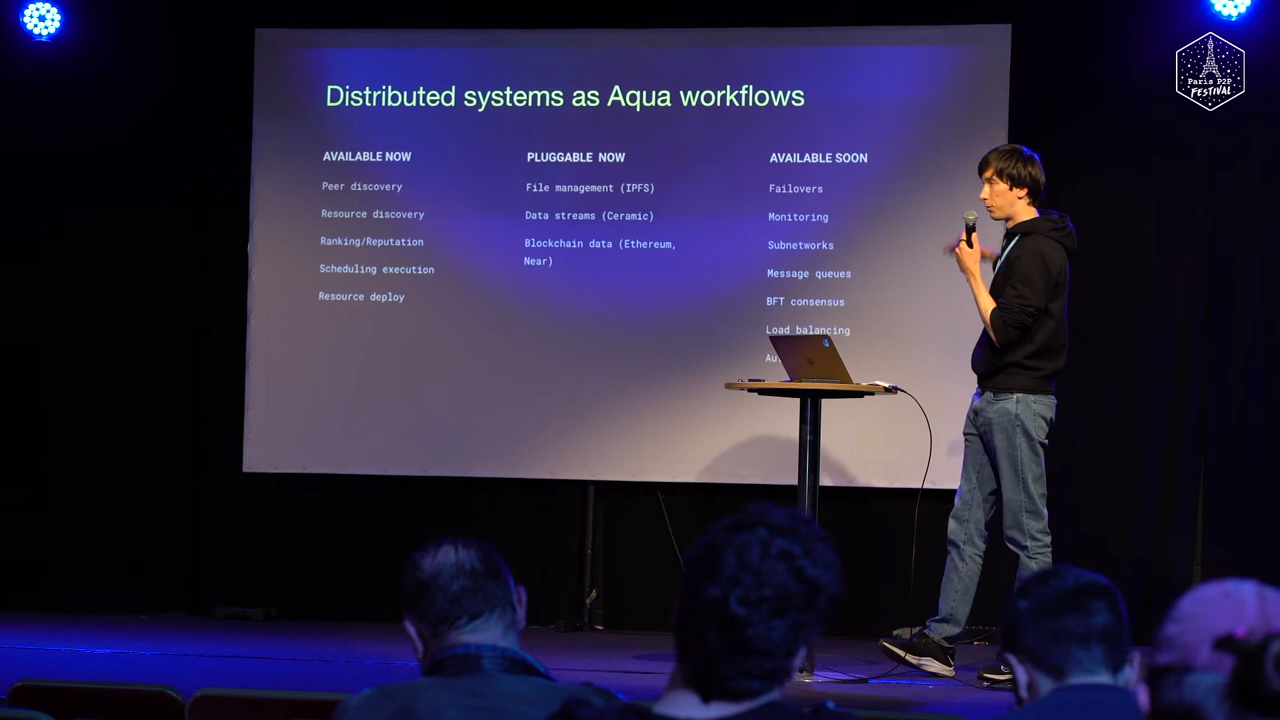 Distributed systems as Aqua workflows
AVAILABLE NOW
Peer discovery
Resource discovery
Ranking/Reputation
Scheduling execution
Resource deploy
PLUGGABLE NOW
File management (IPFS)
Data streams (Ceramic)
Blockchain data (Ethereum,
Near)
AVAILABLE SOON
Failovers
Monitoring
Subnetworks
Message queues
BFT consensus
Load balancing
Paris P2P
FESTIVAL